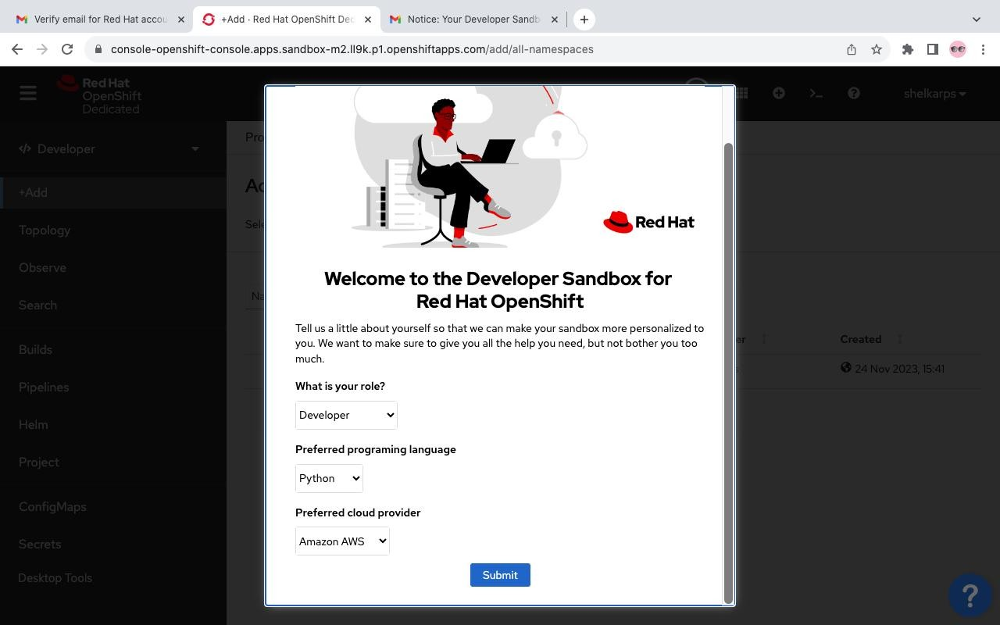 Verify email for Red Hat accou
+Add · Red Hat OpenShift Dec
Notice: Your Developer Sandb
console-openshift-console.apps.sandbox-m2.ll9k.p1.openshiftapps.com/add/all-namespaces
Red Hat
OpenShift
Dedicated
shelkarps
Developer
+Add
Topology
Observe
Search
Builds
Pipelines
Helm
Project
ConfigMaps
Secrets
Desktop Tools
Red Hat
Welcome to the Developer Sandbox for
Red Hat OpenShift
Tell us a little about yourself so that we can make your sandbox more personalized to
you. We want to make sure to give you all the help you need, but not bother you too
much.
What is your role?
Developer
Preferred programing language
Python
Preferred cloud provider
Amazon AWS
Submit
Created
24 Nov 2023, 15:41